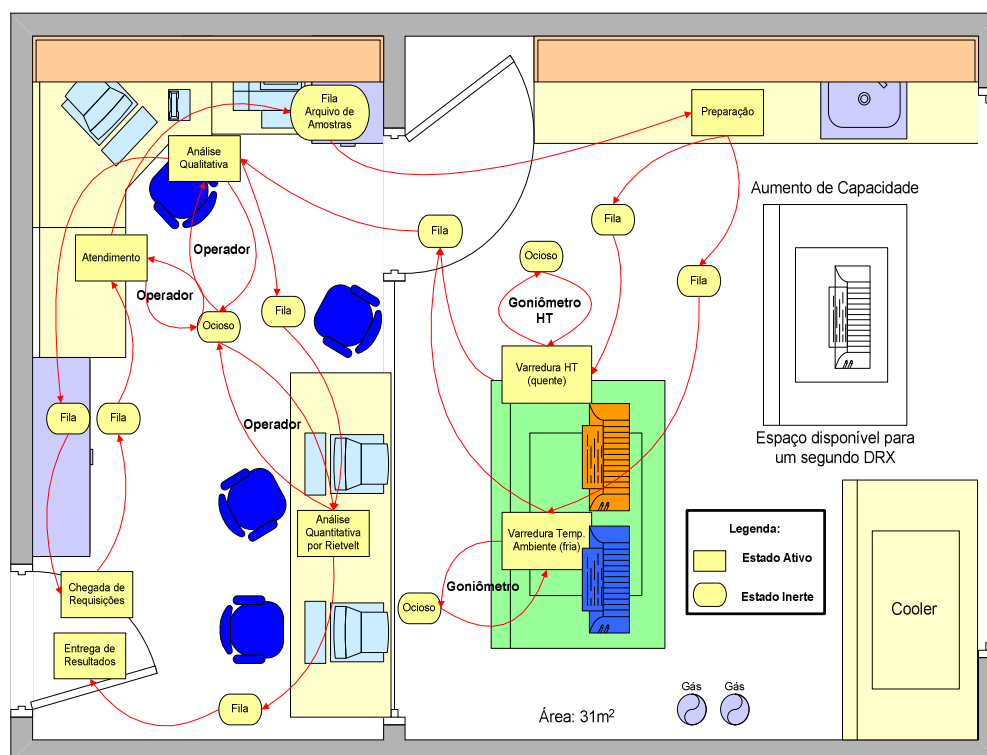 Fila
Arquivo de
Amostras
Preparação
Análise
Qualitativa
Aumento de Capacidade
Fila
Fila
Operador
Atendimento
Ocioso
Fila
Operador
Goniômetro
HT
Fila
Ocioso
Varredura HT
(quente)
Fila
Fila
Operador
Espaço disponível para
um segundo DRX
Análise
Quantitativa
por Rietvelt
Varredura Temp.
Ambiente (fria)
Legenda:
Estado Ativo
Estado Inerte
Chegada de
Requisições
Goniômetro
Ocioso
Cooler
Entrega de
Resultados
Fila
Área: 31m²
Gás
Gás